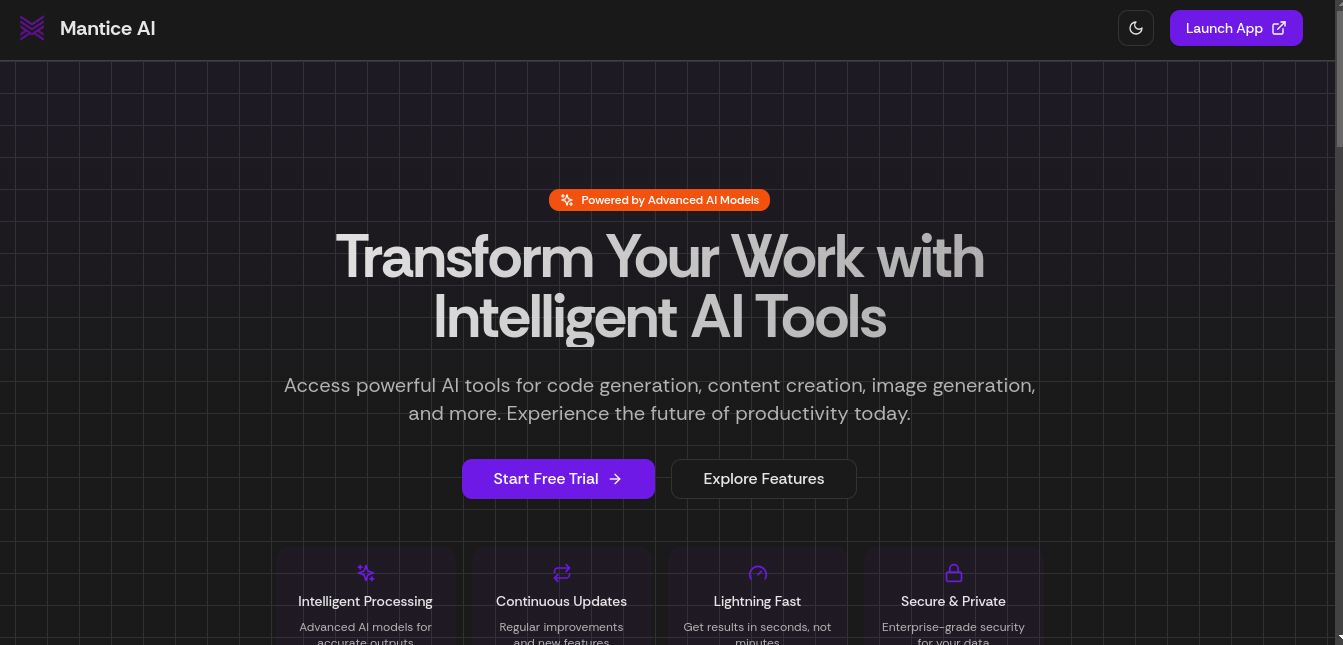 Mantice AI
Launch App
Powered by Advanced AI Models
Transform Your Work with
Intelligent AI Tools
Access powerful AI tools for code generation, content creation, image generation,
and more. Experience the future of productivity today.
Start Free Trial
Explore Features
Intelligent Processing
Advanced AI models for
accurate outputs
Continuous Updates
Regular improvements
and new features
Lightning Fast
Get results in seconds, not
minutes
Secure & Private
Enterprise-grade security
for your data